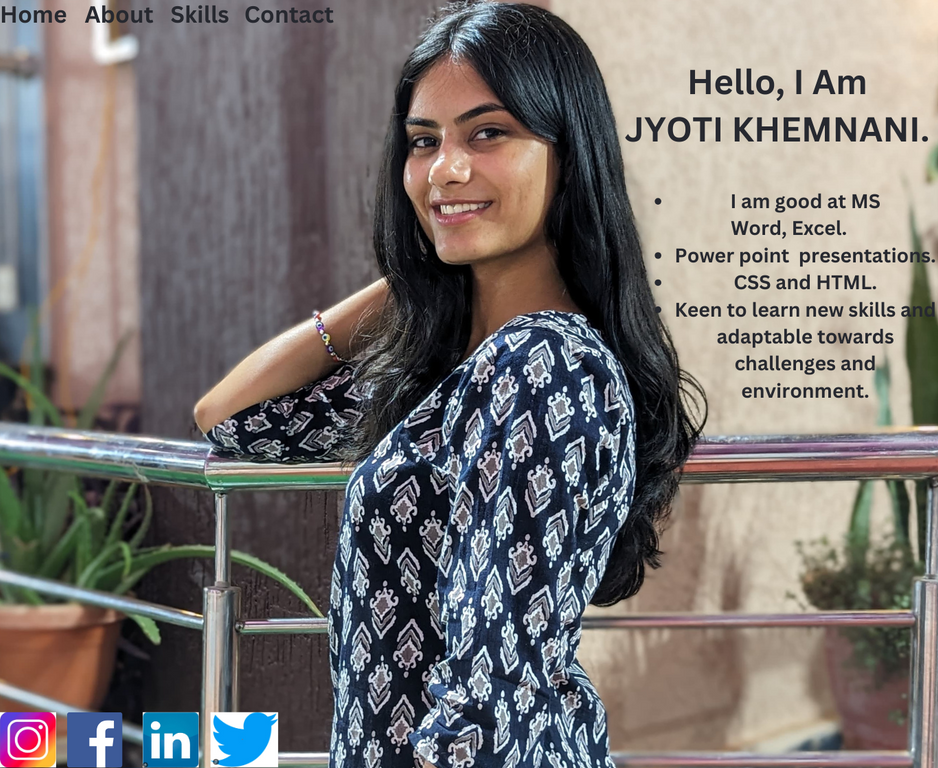 Home About Skills Contact
Hello, I Am
JYOTI KHEMNANI.
• I am good at MS
Word, Excel.
• Power point presentations.
• CSS and HTML.
• Keen to learn new skills and
adaptable towards
challenges and
environment.
f
in